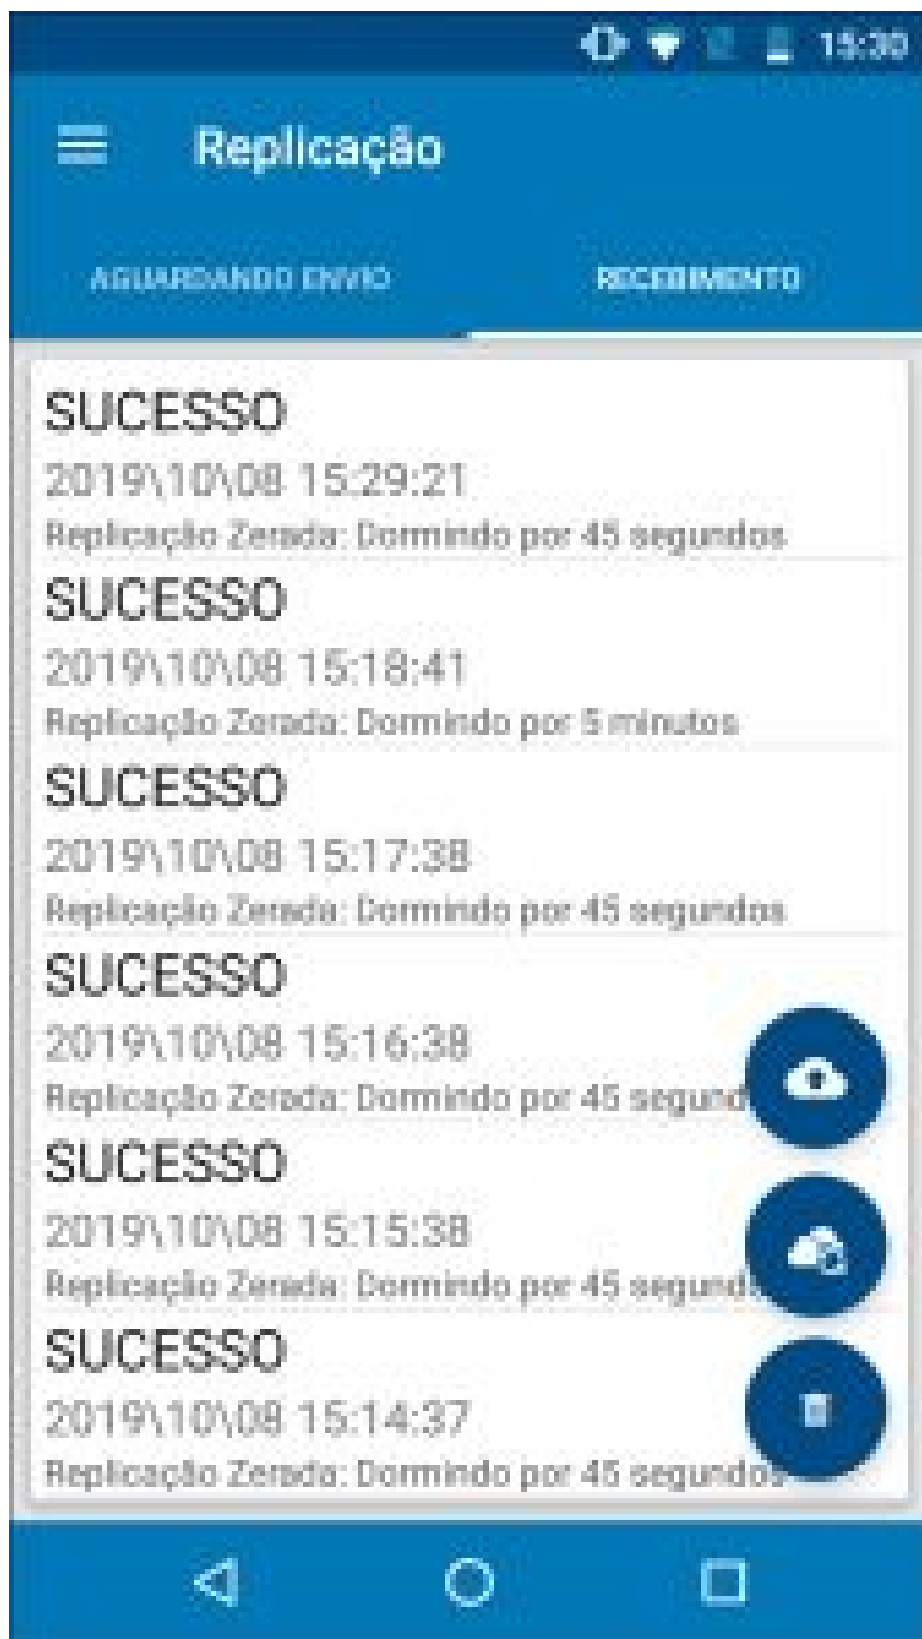 15:30
Replicação
AGUARDANDO ENVIO
RECEBIMENTO
SUCESSO
2019\10\08 15:29:21
Replicação Zerada: Dormindo por 45 segundos
SUCESSO
2019\10\08 15:18:41
Replicação Zerada: Dormindo por 5 minutos
SUCESSO
2019\10\08 15:17:38
Replicação Zerada: Dormindo por 45 segundos
SUCESSO
2019\10\08 15:16:38
Replicação Zerada: Dormindo por 45 segund
SUCESSO
2019\10\08 15:15:38
Replicação Zerada: Dormindo por 45 segund
SUCESSO
2019\10\08 15:14:37
Replicação Zerada: Dormindo por 45 segundos